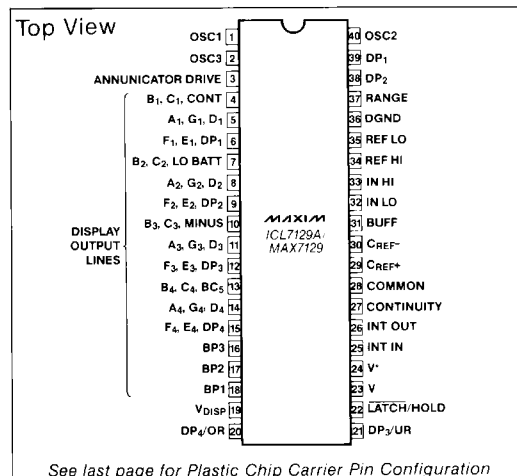 Top View
OSC1 1
OSC3 2
ANNUNICATOR DRIVE 3
B1, C1, CONT 4
A1, G1, D1 5
F1, E1, DP1 6
B2, C2, LO BATT 7
A2, G2, D2 8
F2, E2, DP2 9
B3, C3, MINUS 10
A3, G3, D3 11
F3, E3, DP3 12
B4, C4, BC5 13
A4, G4, D4 14
F4, E4, DP4 15
BP3 16
BP2 17
BP1 18
VDISP 19
DP4/OR 20
DISPLAY
OUTPUT
LINES
MAXIM
ICL7129A/
MAX7129
40 OSC2
39 DP1
38 DP2
37 RANGE
36 DGND
35 REF LO
34 REF HI
33 IN HI
32 IN LO
31 BUFF
30 CREF-
29 CREF+
28 COMMON
27 CONTINUITY
26 INT OUT
25 INT IN
24 V+
23 V
22 LATCH/HOLD
21 DP3/UR
See last page for Plastic Chip Carrier Pin Configuration